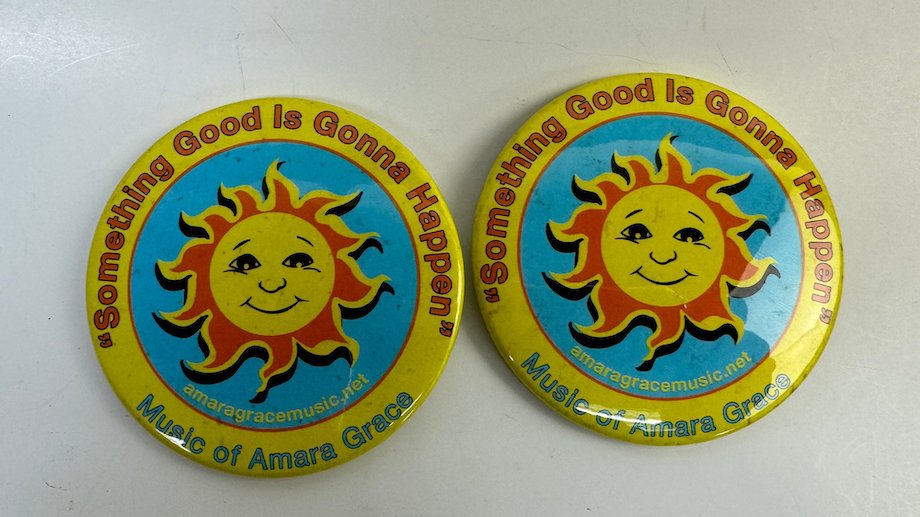 "Something Good Is Gonna Happen"
amaragracemusic.net
Music of Amara Grace
"Something Good Is Gonna Happen"
amaragracemusic.net
Music of Amara Grace